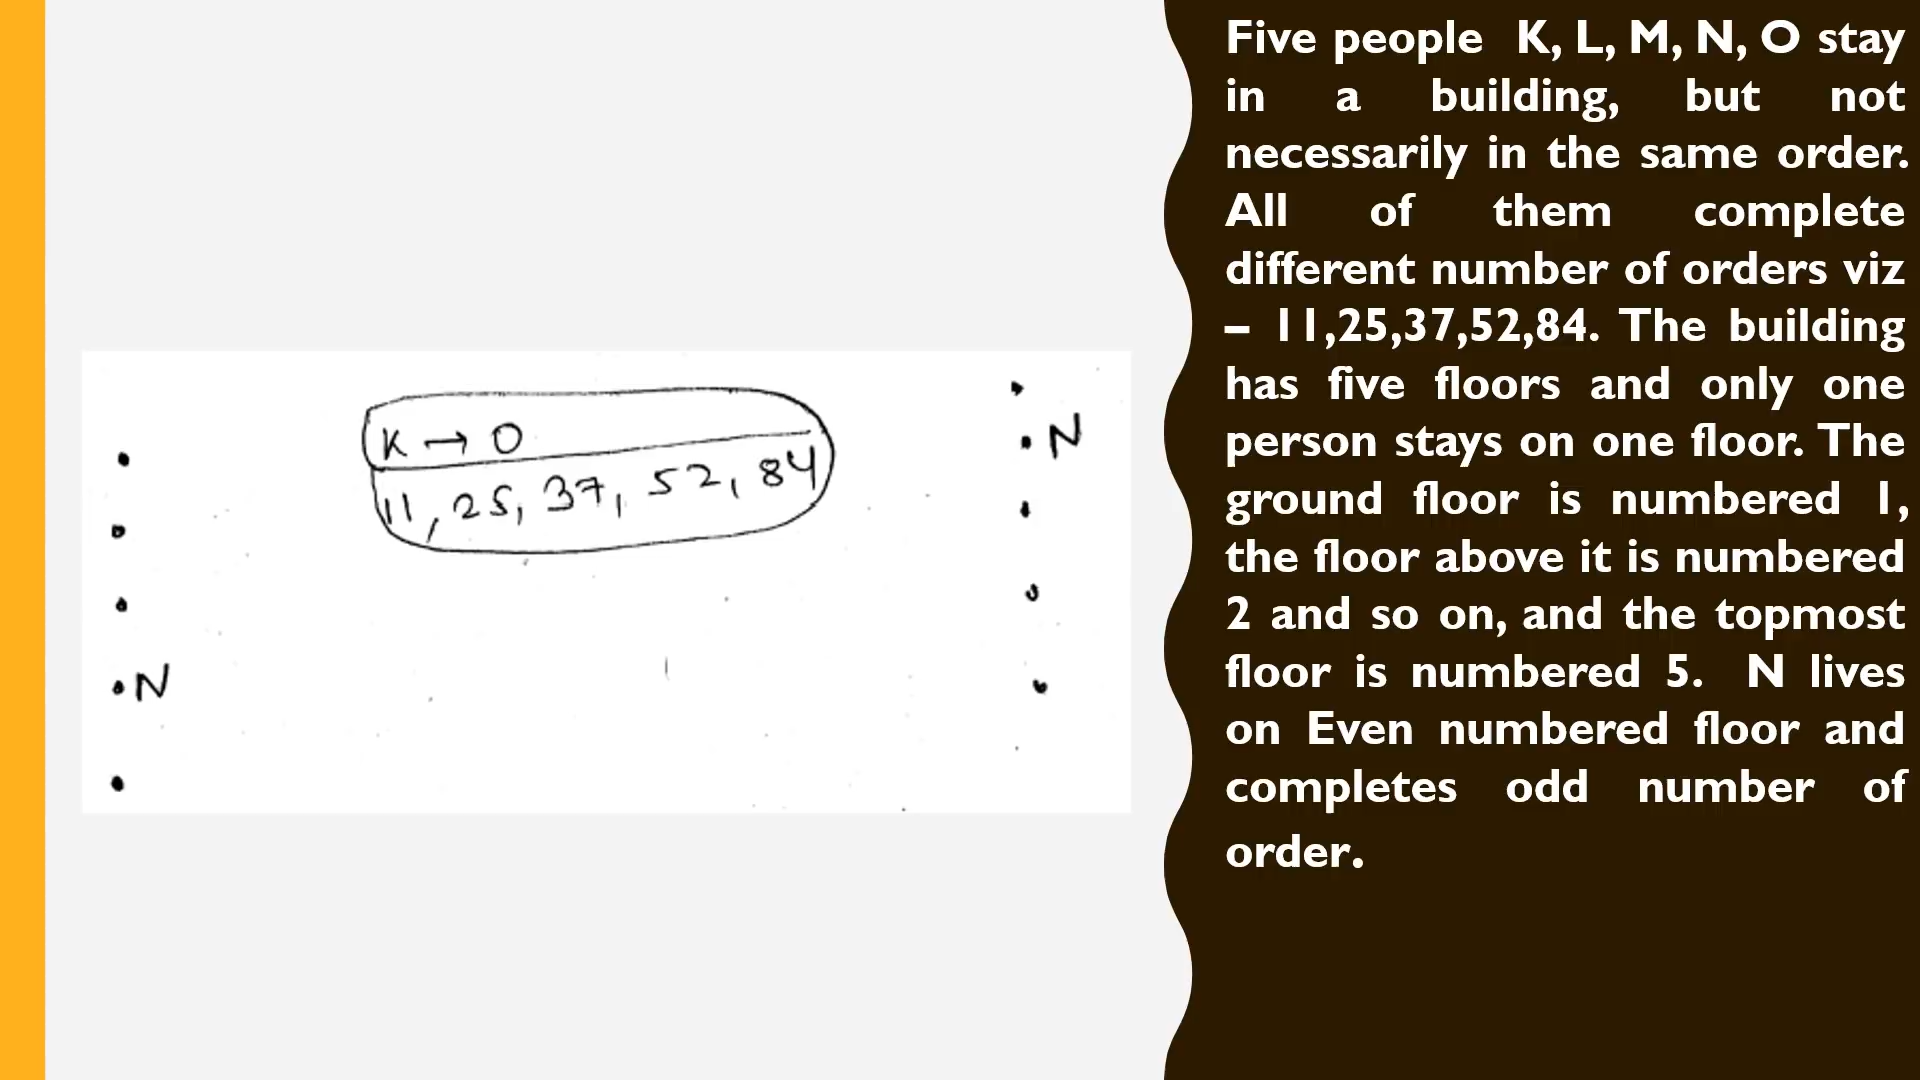 K → O
11, 25, 37, 52, 84
N
N
Five people K, L, M, N, O stay
in a building, but not
necessarily in the same order.
All of them complete
different number of orders viz
– 11,25,37,52,84. The building
has five floors and only one
person stays on one floor. The
ground floor is numbered 1,
the floor above it is numbered
2 and so on, and the topmost
floor is numbered 5. N lives
on Even numbered floor and
completes odd number of
order.